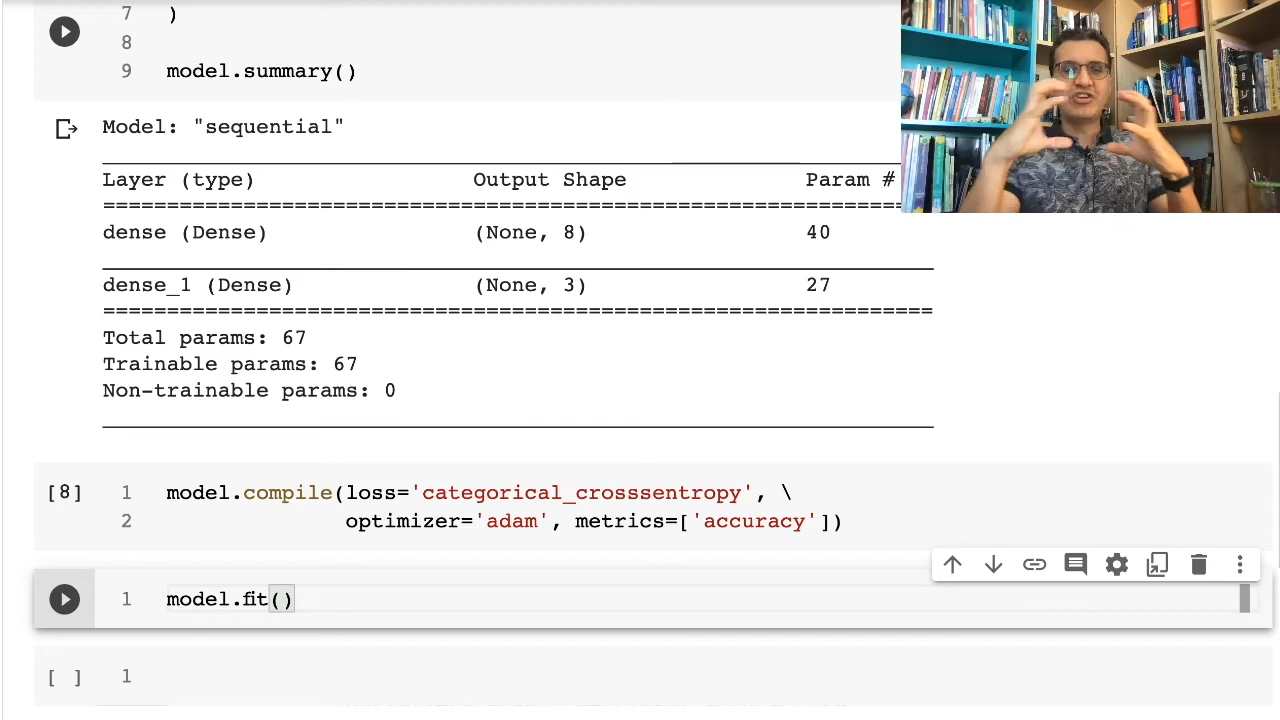 7 )
8
9 model.summary()
Model: "sequential"
Layer (type) Output Shape Param #
=================================================================
dense (Dense) (None, 8) 40
dense_1 (Dense) (None, 3) 27
=================================================================
Total params: 67
Trainable params: 67
Non-trainable params: 0
[8] 1 model.compile(loss='categorical_crosssentropy', \
2 optimizer='adam', metrics=['accuracy'])
1 model.fit()
[ ] 1